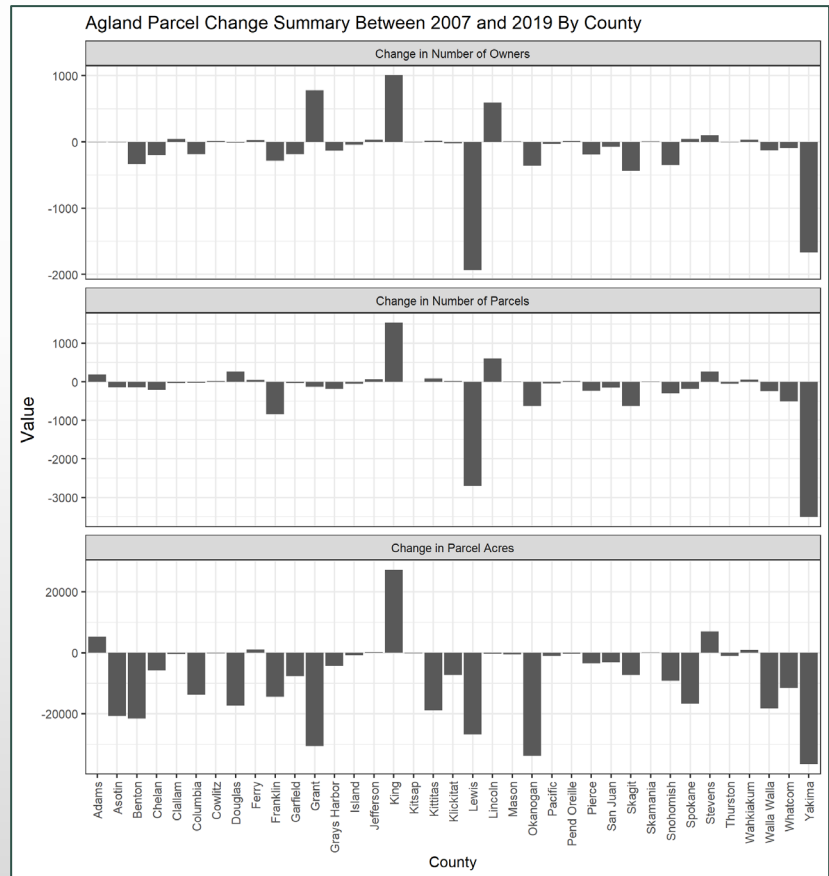 Agland Parcel Change Summary Between 2007 and 2019 By County
Change in Number of Owners
1000
0
-1000
-2000
Change in Number of Parcels
1000
0
-1000
-2000
-3000
Change in Parcel Acres
20000
0
-20000
Value
Adams
Asotin
Benton
Chelan
Clallam
Columbia
Cowlitz
Douglas
Ferry
Franklin
Garfield
Grant
Grays Harbor
Island
Jefferson
King
Kitsap
Kittitas
Klickitat
Lewis
Lincoln
Mason
Okanogan
Pacific
Pend Oreille
Pierce
San Juan
Skagit
Skamania
Snohomish
Spokane
Stevens
Thurston
Wahkiakum
Walla Walla
Whatcom
Yakima
County